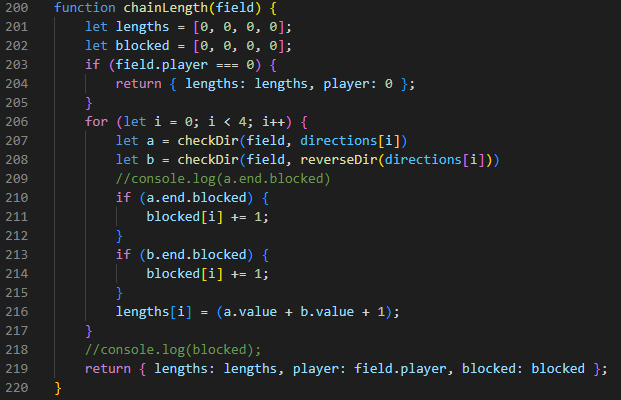 200 function chainLength(field) {
201     let lengths = [0, 0, 0, 0];
202     let blocked = [0, 0, 0, 0];
203     if (field.player === 0) {
204         return { lengths: lengths, player: 0 };
205     }
206     for (let i = 0; i < 4; i++) {
207         let a = checkDir(field, directions[i])
208         let b = checkDir(field, reverseDir(directions[i]))
209         //console.log(a.end.blocked)
210         if (a.end.blocked) {
211             blocked[i] += 1;
212         }
213         if (b.end.blocked) {
214             blocked[i] += 1;
215         }
216         lengths[i] = (a.value + b.value + 1);
217     }
218     //console.log(blocked);
219     return { lengths: lengths, player: field.player, blocked: blocked };
220 }